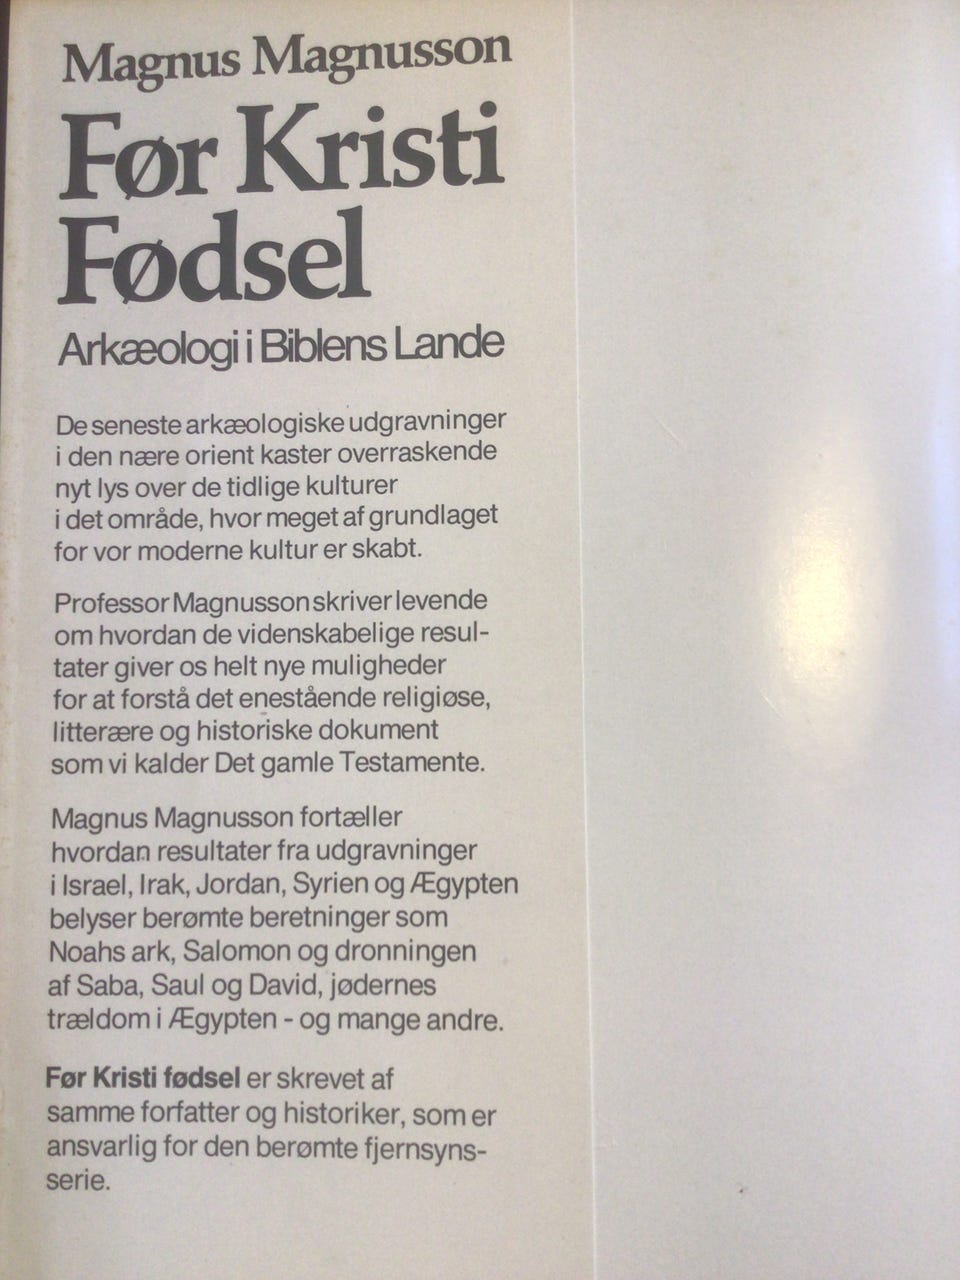 Magnus Magnusson
Før Kristi
Fødsel
Arkæologi i Biblens Lande
De seneste arkæologiske udgravninger
i den nære orient kaster overraskende
nyt lys over de tidlige kulturer
i det område, hvor meget af grundlaget
for vor moderne kultur er skabt.
Professor Magnusson skriver levende
om hvordan de videnskabelige resul-
tater giver os helt nye muligheder
for at forstå det enestående religiøse,
litterære og historiske dokument
som vi kalder Det gamle Testamente.
Magnus Magnusson fortæller
hvordan resultater fra udgravninger
i Israel, Irak, Jordan, Syrien og Ægypten
belyser berømte beretninger som
Noahs ark, Salomon og dronningen
af Saba, Saul og David, jødernes
trældom i Ægypten - og mange andre.
Før Kristi fødsel er skrevet af
samme forfatter og historiker, som er
ansvarlig for den berømte fjernsyns-
serie.